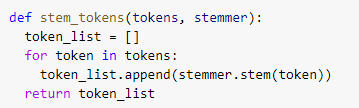 def stem_tokens(tokens, stemmer):
  token_list = []
  for token in tokens:
    token_list.append(stemmer.stem(token))
  return token_list